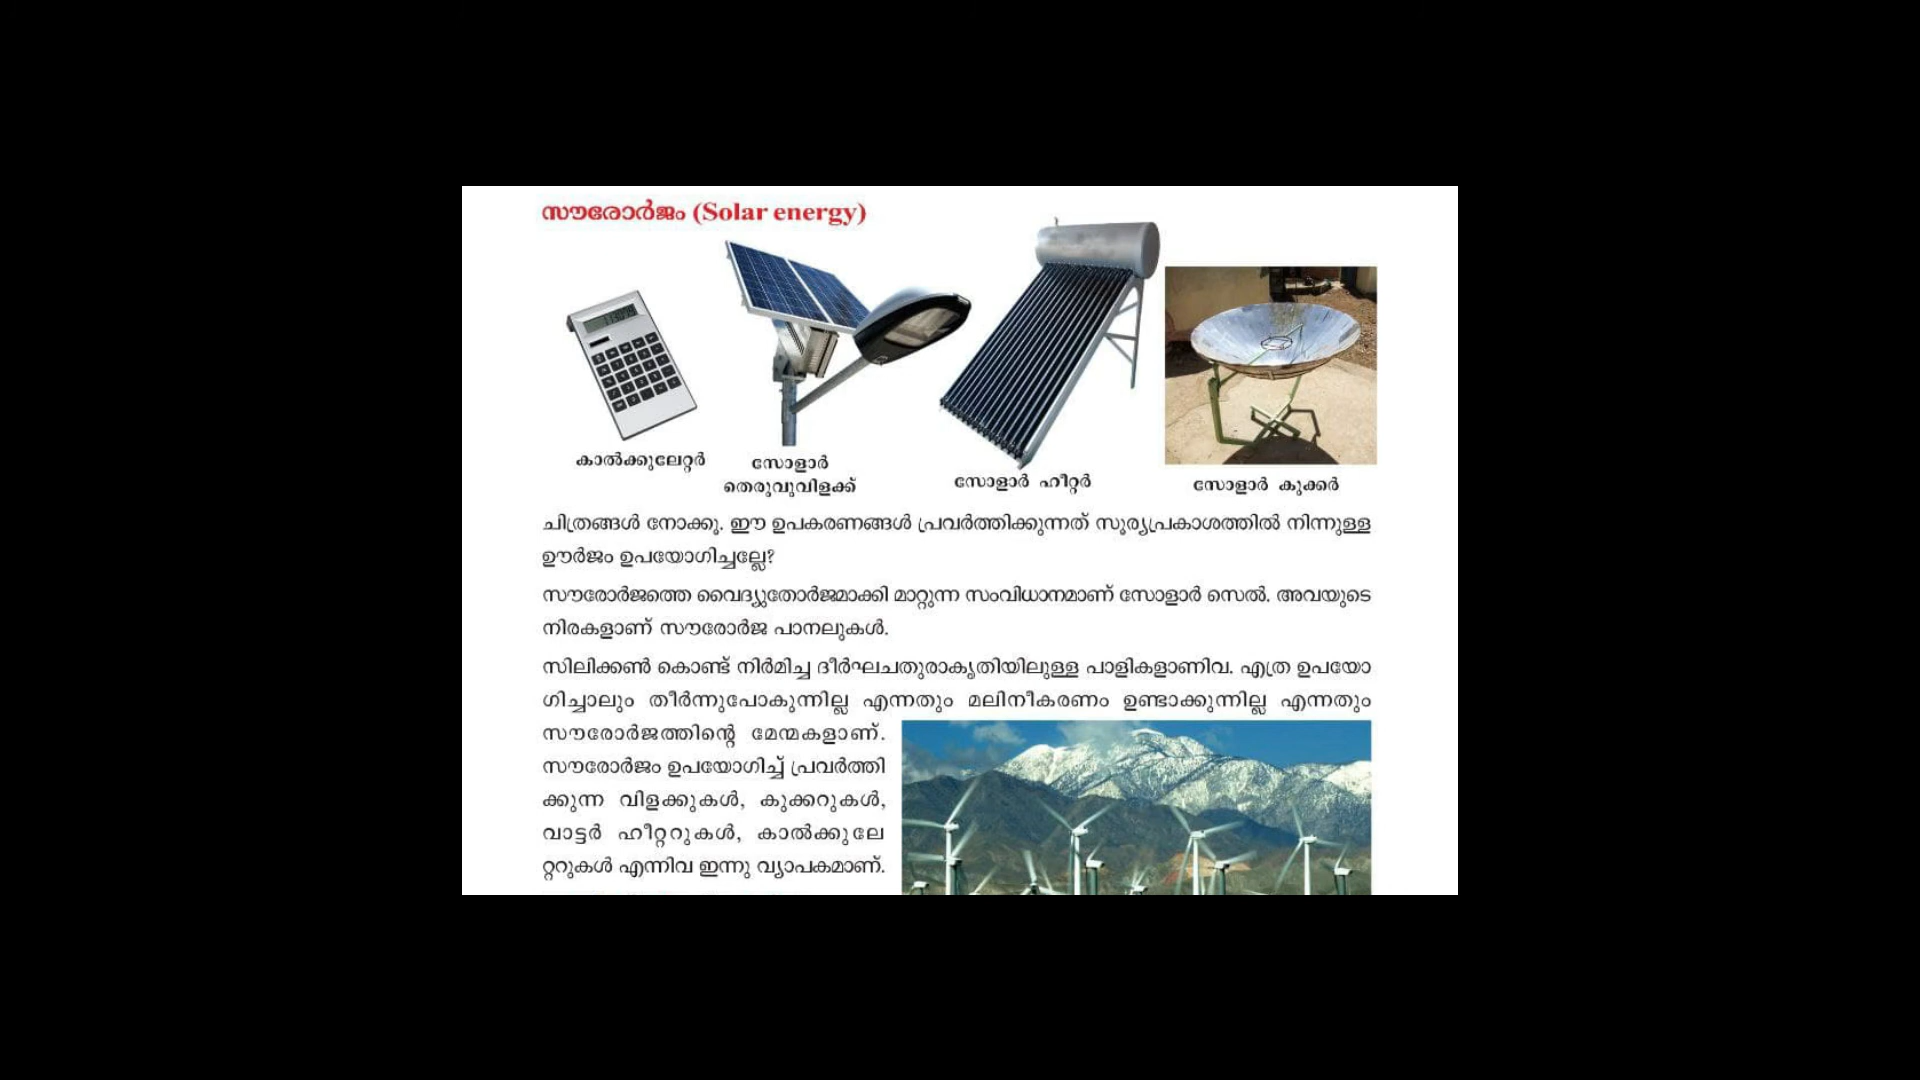 സൗരോർജം (Solar energy)
കാൽക്കുലേറ്റർ
സോളാർ
തെരുവുവിളക്ക്
സോളാർ ഹീറ്റർ
സോളാർ കുക്കർ
ചിത്രങ്ങൾ നോക്കൂ. ഈ ഉപകരണങ്ങൾ പ്രവർത്തിക്കുന്നത് സൂര്യപ്രകാശത്തിൽ നിന്നുള്ള
ഊർജം ഉപയോഗിച്ചല്ലേ?
സൗരോർജത്തെ വൈദ്യുതോർജമാക്കി മാറ്റുന്ന സംവിധാനമാണ് സോളാർ സെൽ. അവയുടെ
നിരകളാണ് സൗരോർജ പാനലുകൾ.
സിലിക്കൺ കൊണ്ട് നിർമിച്ച ദീർഘചതുരാകൃതിയിലുള്ള പാളികളാണിവ. എത്ര ഉപയോ
ഗിച്ചാലും തീർന്നുപോകുന്നില്ല എന്നതും മലിനീകരണം ഉണ്ടാക്കുന്നില്ല എന്നതും
സൗരോർജത്തിന്റെ മേന്മകളാണ്.
സൗരോർജം ഉപയോഗിച്ച് പ്രവർത്തി
ക്കുന്ന വിളക്കുകൾ, കുക്കറുകൾ,
വാട്ടർ ഹീറ്ററുകൾ, കാൽക്കുലേ
റ്ററുകൾ എന്നിവ ഇന്നു വ്യാപകമാണ്.